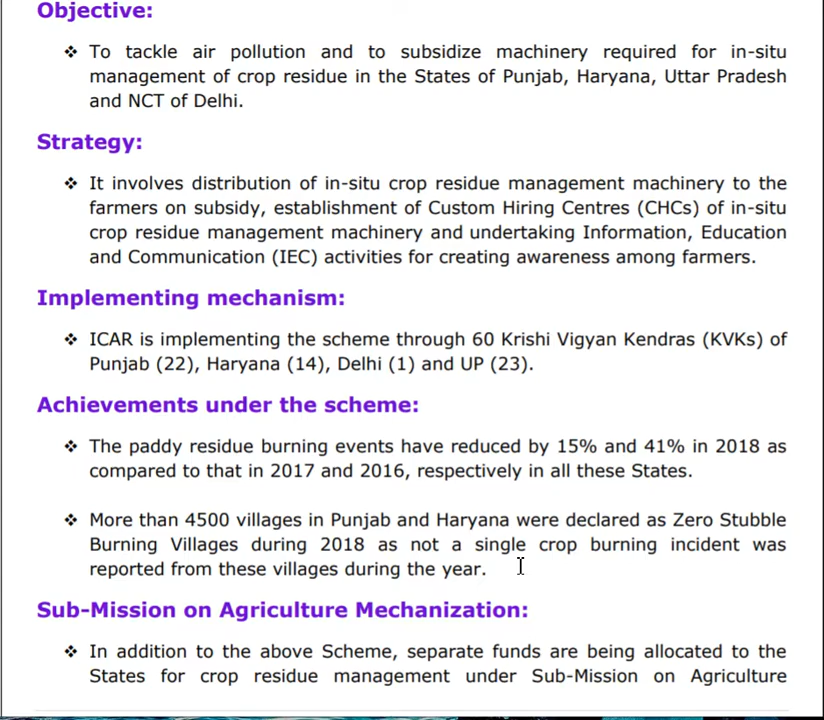 Objective:
❖ To tackle air pollution and to subsidize machinery required for in-situ
management of crop residue in the States of Punjab, Haryana, Uttar Pradesh
and NCT of Delhi.
Strategy:
❖ It involves distribution of in-situ crop residue management machinery to the
farmers on subsidy, establishment of Custom Hiring Centres (CHCs) of in-situ
crop residue management machinery and undertaking Information, Education
and Communication (IEC) activities for creating awareness among farmers.
Implementing mechanism:
❖ ICAR is implementing the scheme through 60 Krishi Vigyan Kendras (KVKs) of
Punjab (22), Haryana (14), Delhi (1) and UP (23).
Achievements under the scheme:
❖ The paddy residue burning events have reduced by 15% and 41% in 2018 as
compared to that in 2017 and 2016, respectively in all these States.
❖ More than 4500 villages in Punjab and Haryana were declared as Zero Stubble
Burning Villages during 2018 as not a single crop burning incident was
reported from these villages during the year.
Sub-Mission on Agriculture Mechanization:
❖ In addition to the above Scheme, separate funds are being allocated to the
States for crop residue management under Sub-Mission on Agriculture